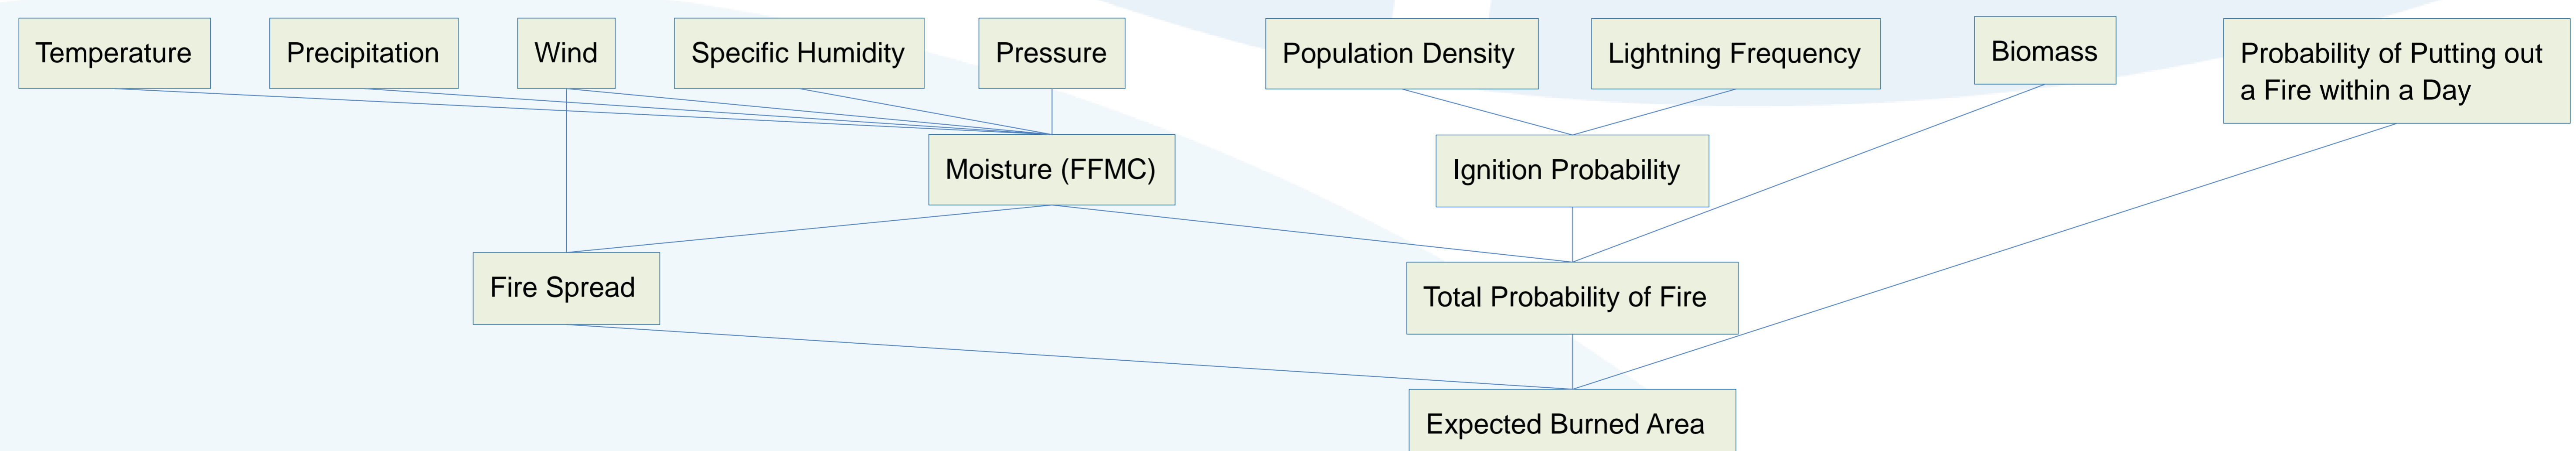 Temperature
Precipitation
Wind
Specific Humidity
Pressure
Population Density
Lightning Frequency
Biomass
Probability of Putting out
a Fire within a Day
Moisture (FFMC)
Ignition Probability
Fire Spread
Total Probability of Fire
Expected Burned Area